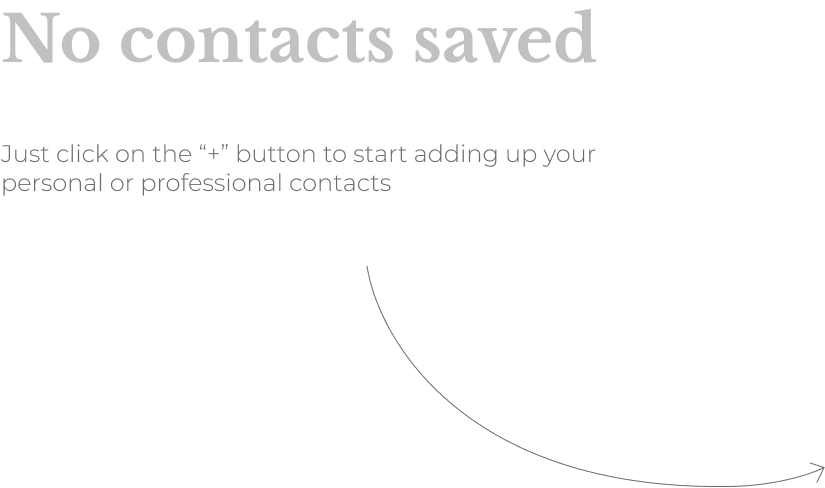 No contacts saved
Just click on the “+” button to start adding up your
personal or professional contacts